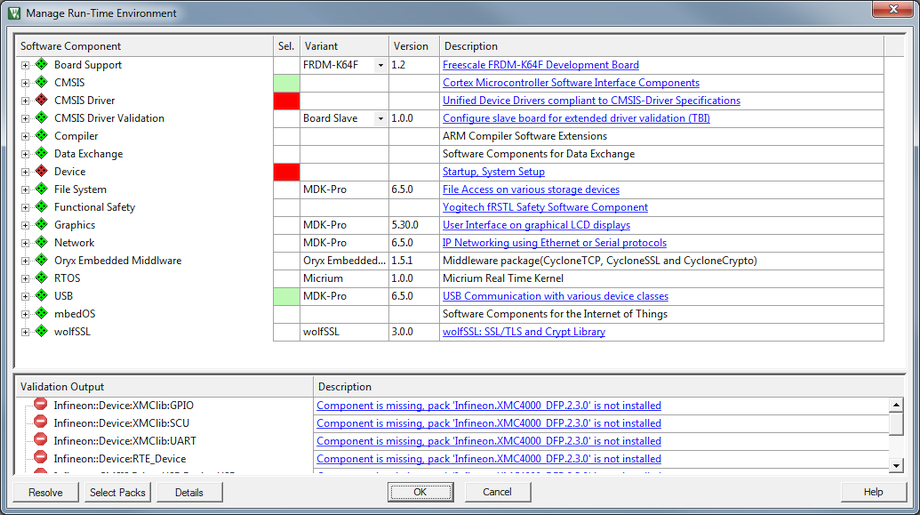 Manage Run-Time Environment
Software Component Sel. Variant Version Description
Board Support FRDM-K64F 1.2 Freescale FRDM-K64F Development Board
CMSIS Cortex Microcontroller Software Interface Components
CMSIS Driver Unified Device Drivers compliant to CMSIS-Driver Specifications
CMSIS Driver Validation Board Slave 1.0.0 Configure slave board for extended driver validation (TBI)
Compiler ARM Compiler Software Extensions
Data Exchange Software Components for Data Exchange
Device Startup, System Setup
File System MDK-Pro 6.5.0 File Access on various storage devices
Functional Safety Yogitech fRSTL Safety Software Component
Graphics MDK-Pro 5.30.0 User Interface on graphical LCD displays
Network MDK-Pro 6.5.0 IP Networking using Ethernet or Serial protocols
Oryx Embedded Middlware Oryx Embedded... 1.5.1 Middleware package(CycloneTCP, CycloneSSL and CycloneCrypto)
RTOS Micrium 1.0.0 Micrium Real Time Kernel
USB MDK-Pro 6.5.0 USB Communication with various device classes
mbedOS Software Components for the Internet of Things
wolfSSL wolfSSL 3.0.0 wolfSSL: SSL/TLS and Crypt Library
Validation Output Description
Infineon::Device:XMClib:GPIO Component is missing, pack 'Infineon.XMC4000_DFP.2.3.0' is not installed
Infineon::Device:XMClib:SCU Component is missing, pack 'Infineon.XMC4000_DFP.2.3.0' is not installed
Infineon::Device:XMClib:UART Component is missing, pack 'Infineon.XMC4000_DFP.2.3.0' is not installed
Infineon::Device:RTE_Device Component is missing, pack 'Infineon.XMC4000_DFP.2.3.0' is not installed
Resolve Select Packs Details OK Cancel Help